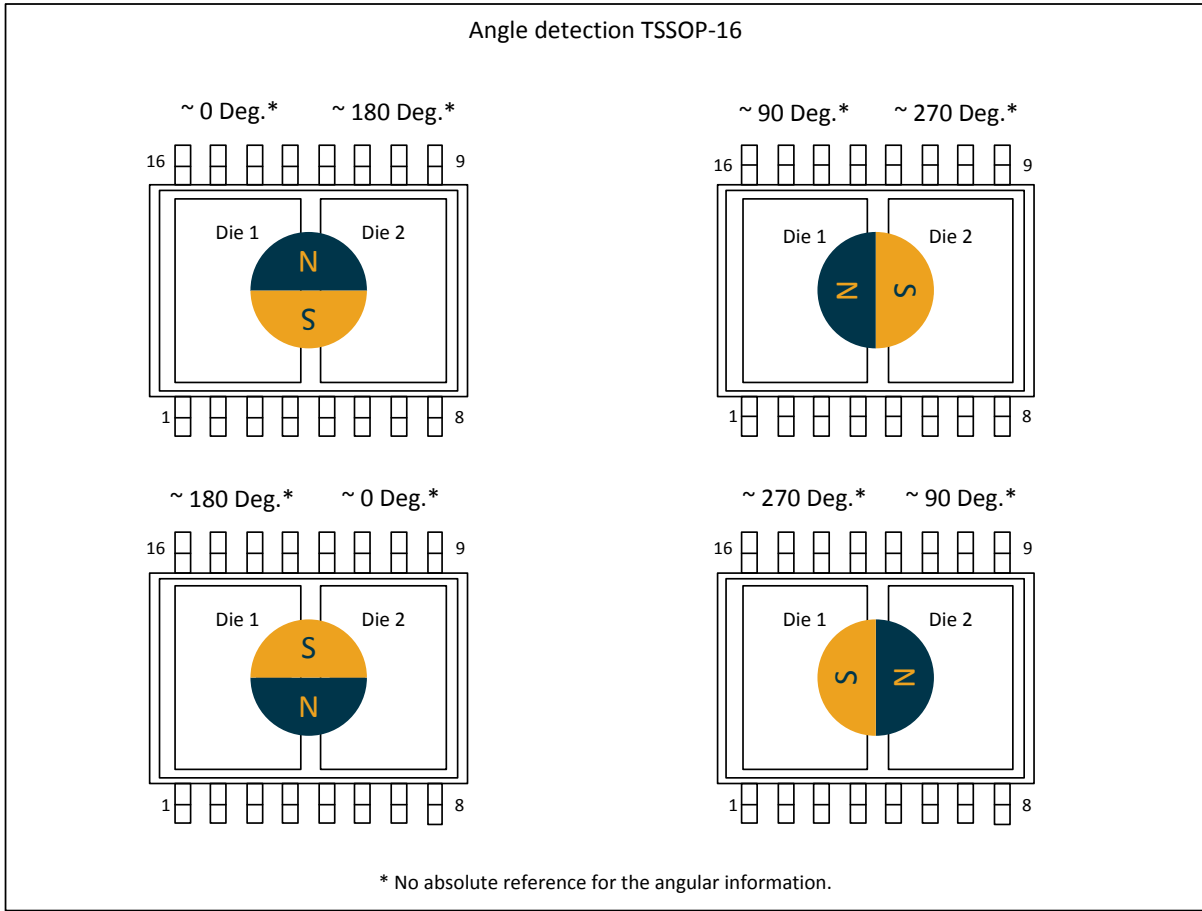 Angle detection TSSOP-16
~ 0 Deg.* ~ 180 Deg.*
16 9
Die 1 Die 2
N
S
1 8
~ 90 Deg.* ~ 270 Deg.*
16 9
Die 1 Die 2
N S
1 8
~ 180 Deg.* ~ 0 Deg.*
16 9
Die 1 Die 2
S
N
1 8
~ 270 Deg.* ~ 90 Deg.*
16 9
Die 1 Die 2
S N
1 8
* No absolute reference for the angular information.